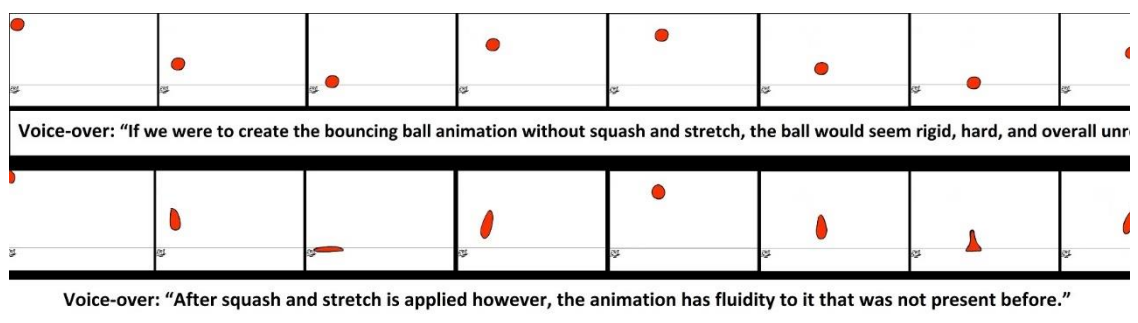 Voice-over: “If we were to create the bouncing ball animation without squash and stretch, the ball would seem rigid, hard, and overall
Voice-over: “After squash and stretch is applied however, the animation has fluidity to it that was not present before.”